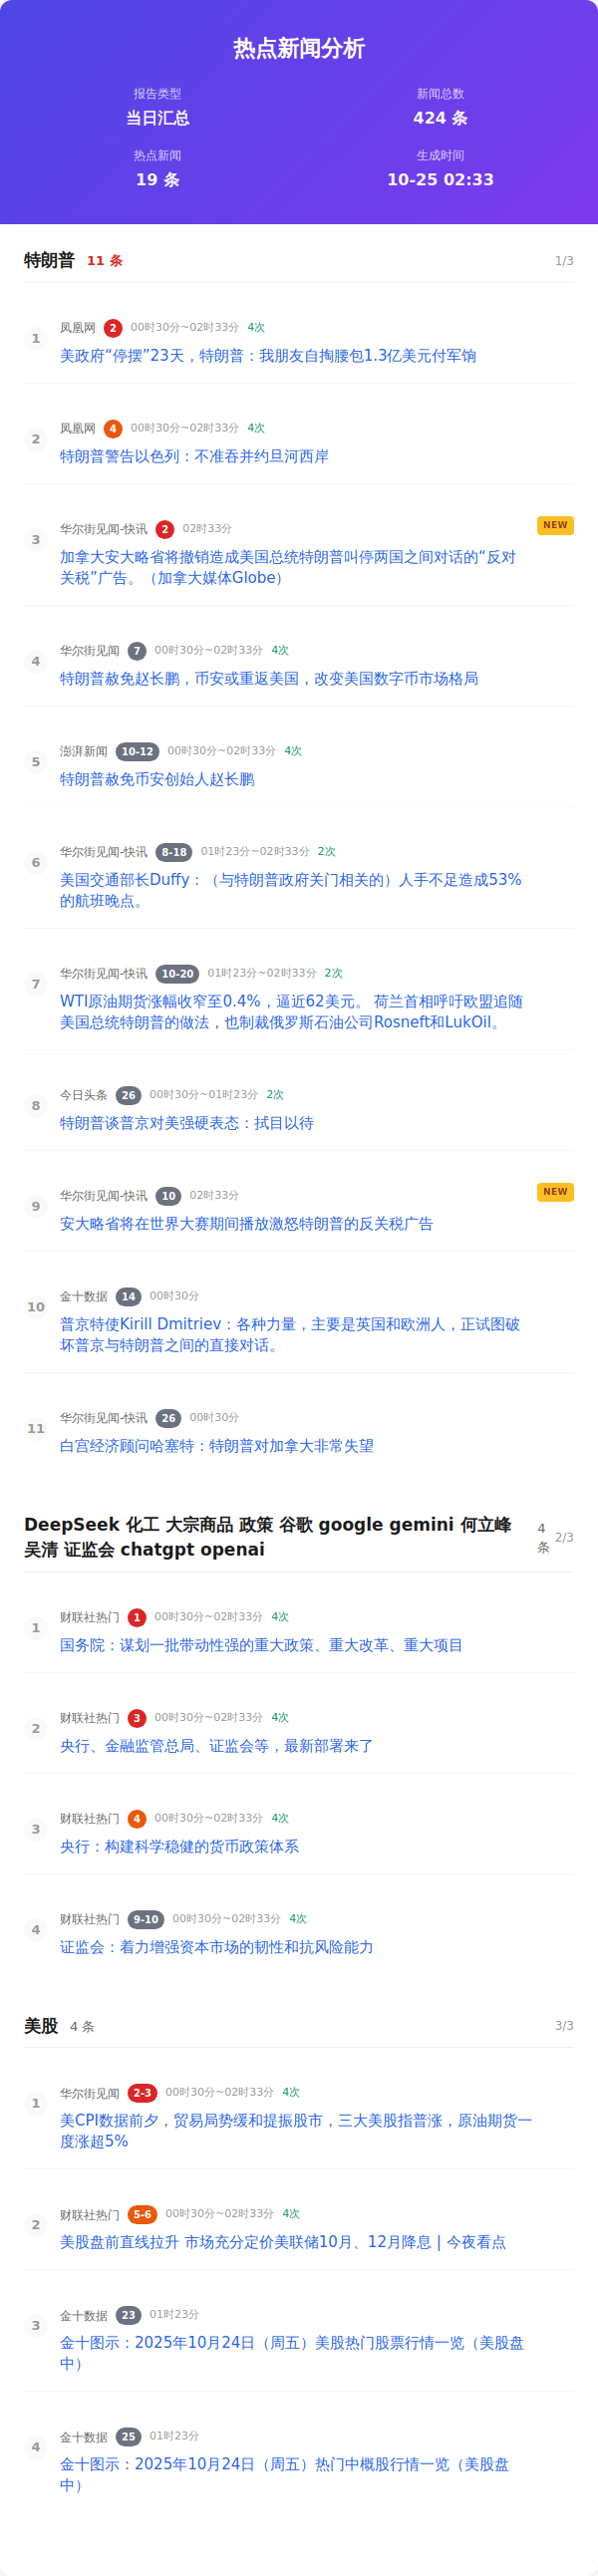 热点新闻分析
报告类型
新闻总数
当日汇总
424 条
热点新闻
生成时间
19 条
10-25 02:33
特朗普 11 条 1/3
1
凤凰网 2 00时30分~02时33分 4次
美政府“停摆”23天，特朗普：我朋友自掏腰包1.3亿美元付军饷
2
凤凰网 4 00时30分~02时33分 4次
特朗普警告以色列：不准吞并约旦河西岸
NEW
3
华尔街见闻-快讯 2 02时33分
加拿大安大略省将撤销造成美国总统特朗普叫停两国之间对话的“反对
关税”广告。（加拿大媒体Globe）
4
华尔街见闻 7 00时30分~02时33分 4次
特朗普赦免赵长鹏，币安或重返美国，改变美国数字币市场格局
5
澎湃新闻 10-12 00时30分~02时33分 4次
特朗普赦免币安创始人赵长鹏
6
华尔街见闻-快讯 8-18 01时23分~02时33分 2次
美国交通部长Duffy：（与特朗普政府关门相关的）人手不足造成53%
的航班晚点。
7
华尔街见闻-快讯 10-20 01时23分~02时33分 2次
WTI原油期货涨幅收窄至0.4%，逼近62美元。 荷兰首相呼吁欧盟追随
美国总统特朗普的做法，也制裁俄罗斯石油公司Rosneft和LukOil。
8
今日头条 26 00时30分~01时23分 2次
特朗普谈普京对美强硬表态：拭目以待
NEW
9
华尔街见闻-快讯 10 02时33分
安大略省将在世界大赛期间播放激怒特朗普的反关税广告
10
金十数据 14 00时30分
普京特使Kirill Dmitriev：各种力量，主要是英国和欧洲人，正试图破
坏普京与特朗普之间的直接对话。
11
华尔街见闻-快讯 26 00时30分
白宫经济顾问哈塞特：特朗普对加拿大非常失望
DeepSeek 化工 大宗商品 政策 谷歌 google gemini 何立峰
吴清 证监会 chatgpt openai
4
条
2/3
1
财联社热门 1 00时30分~02时33分 4次
国务院：谋划一批带动性强的重大政策、重大改革、重大项目
2
财联社热门 3 00时30分~02时33分 4次
央行、金融监管总局、证监会等，最新部署来了
3
财联社热门 4 00时30分~02时33分 4次
央行：构建科学稳健的货币政策体系
4
财联社热门 9-10 00时30分~02时33分 4次
证监会：着力增强资本市场的韧性和抗风险能力
美股 4 条 3/3
1
华尔街见闻 2-3 00时30分~02时33分 4次
美CPI数据前夕，贸易局势缓和提振股市，三大美股指普涨，原油期货一
度涨超5%
2
财联社热门 5-6 00时30分~02时33分 4次
美股盘前直线拉升 市场充分定价美联储10月、12月降息 | 今夜看点
3
金十数据 23 01时23分
金十图示：2025年10月24日（周五）美股热门股票行情一览（美股盘
中）
4
金十数据 25 01时23分
金十图示：2025年10月24日（周五）热门中概股行情一览（美股盘
中）